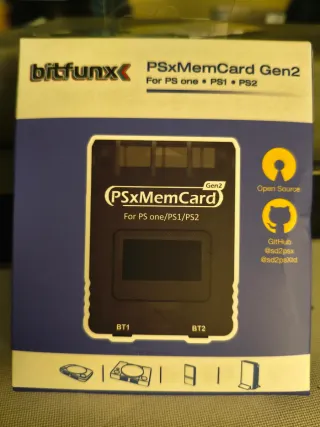 bitfunx
PSxMemCard Gen2
For PS one • PS1 • PS2
Gen2
PSxMemCard
For PS one/PS1/PS2
Open Source
GitHub
@sd2psx
BT1
BT2